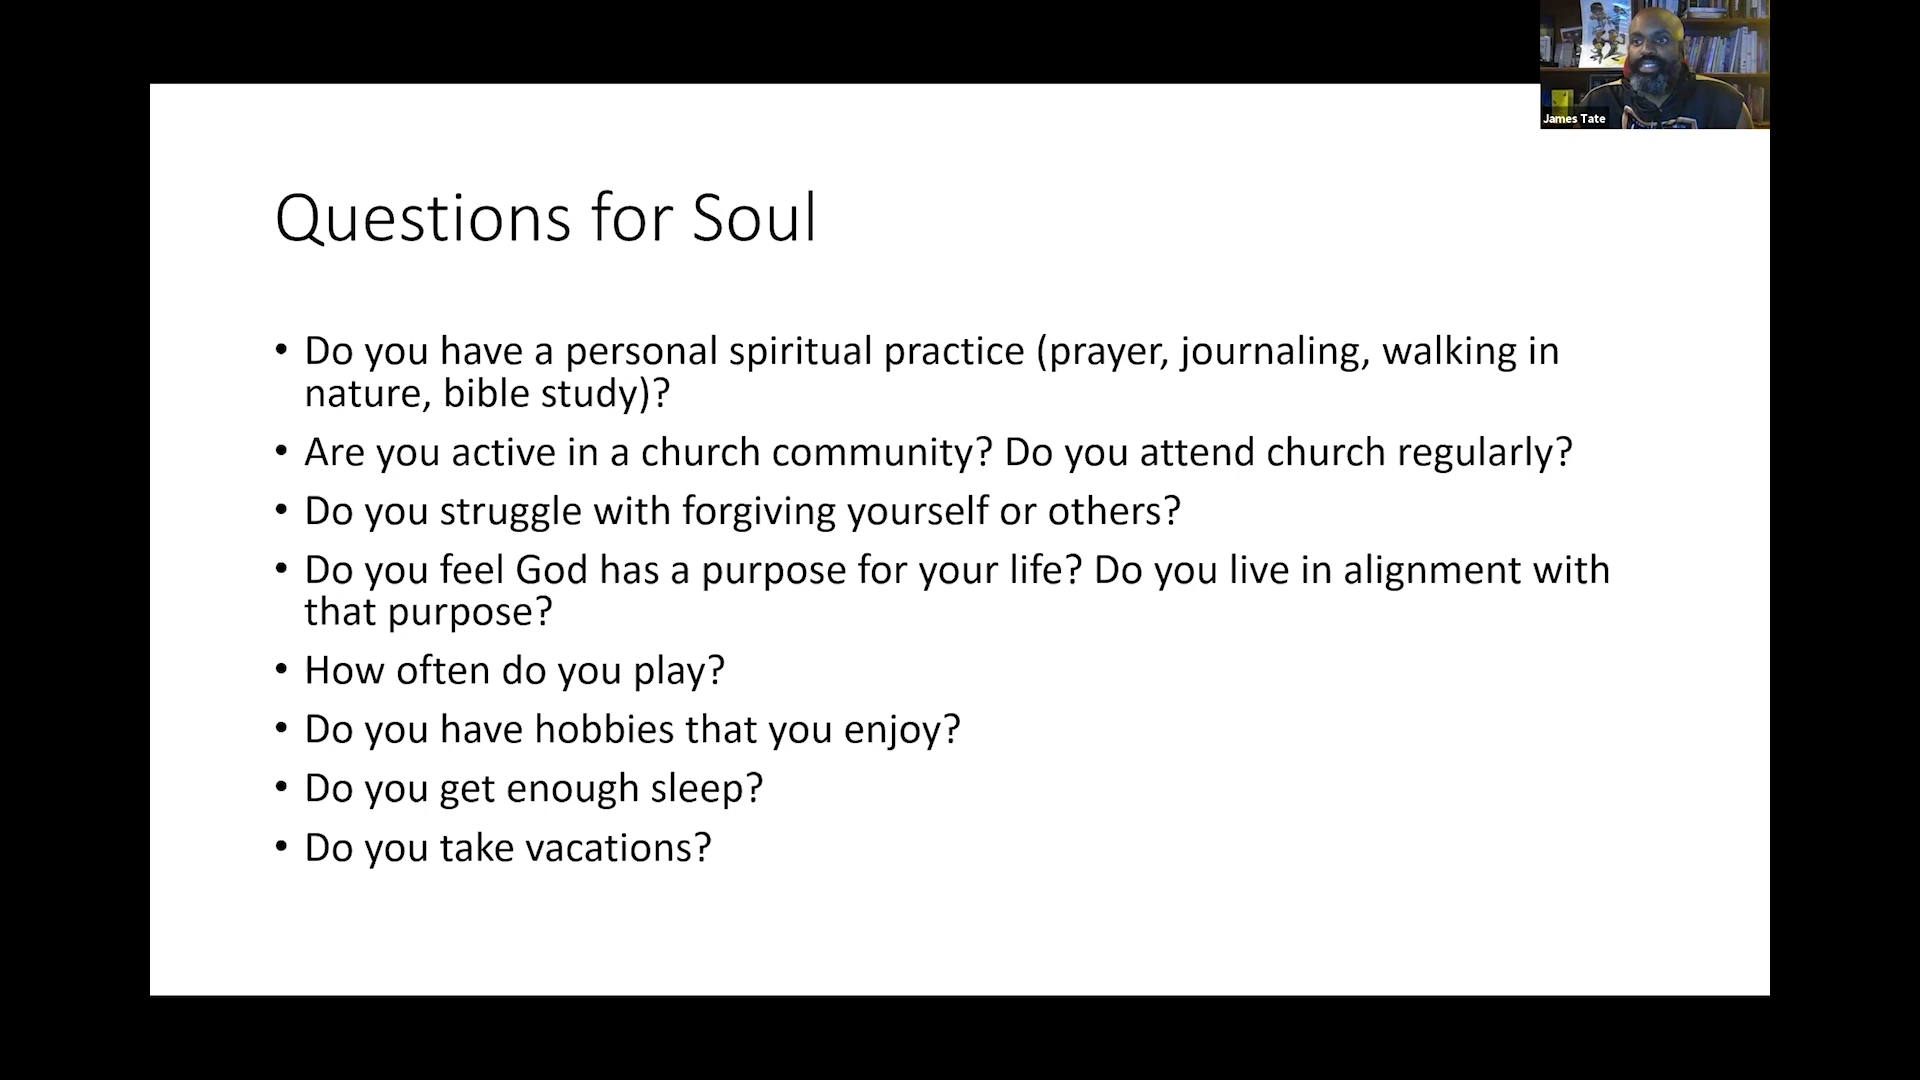 James Tate
Questions for Soul
• Do you have a personal spiritual practice (prayer, journaling, walking in
nature, bible study)?
• Are you active in a church community? Do you attend church regularly?
• Do you struggle with forgiving yourself or others?
• Do you feel God has a purpose for your life? Do you live in alignment with
that purpose?
• How often do you play?
• Do you have hobbies that you enjoy?
• Do you get enough sleep?
• Do you take vacations?